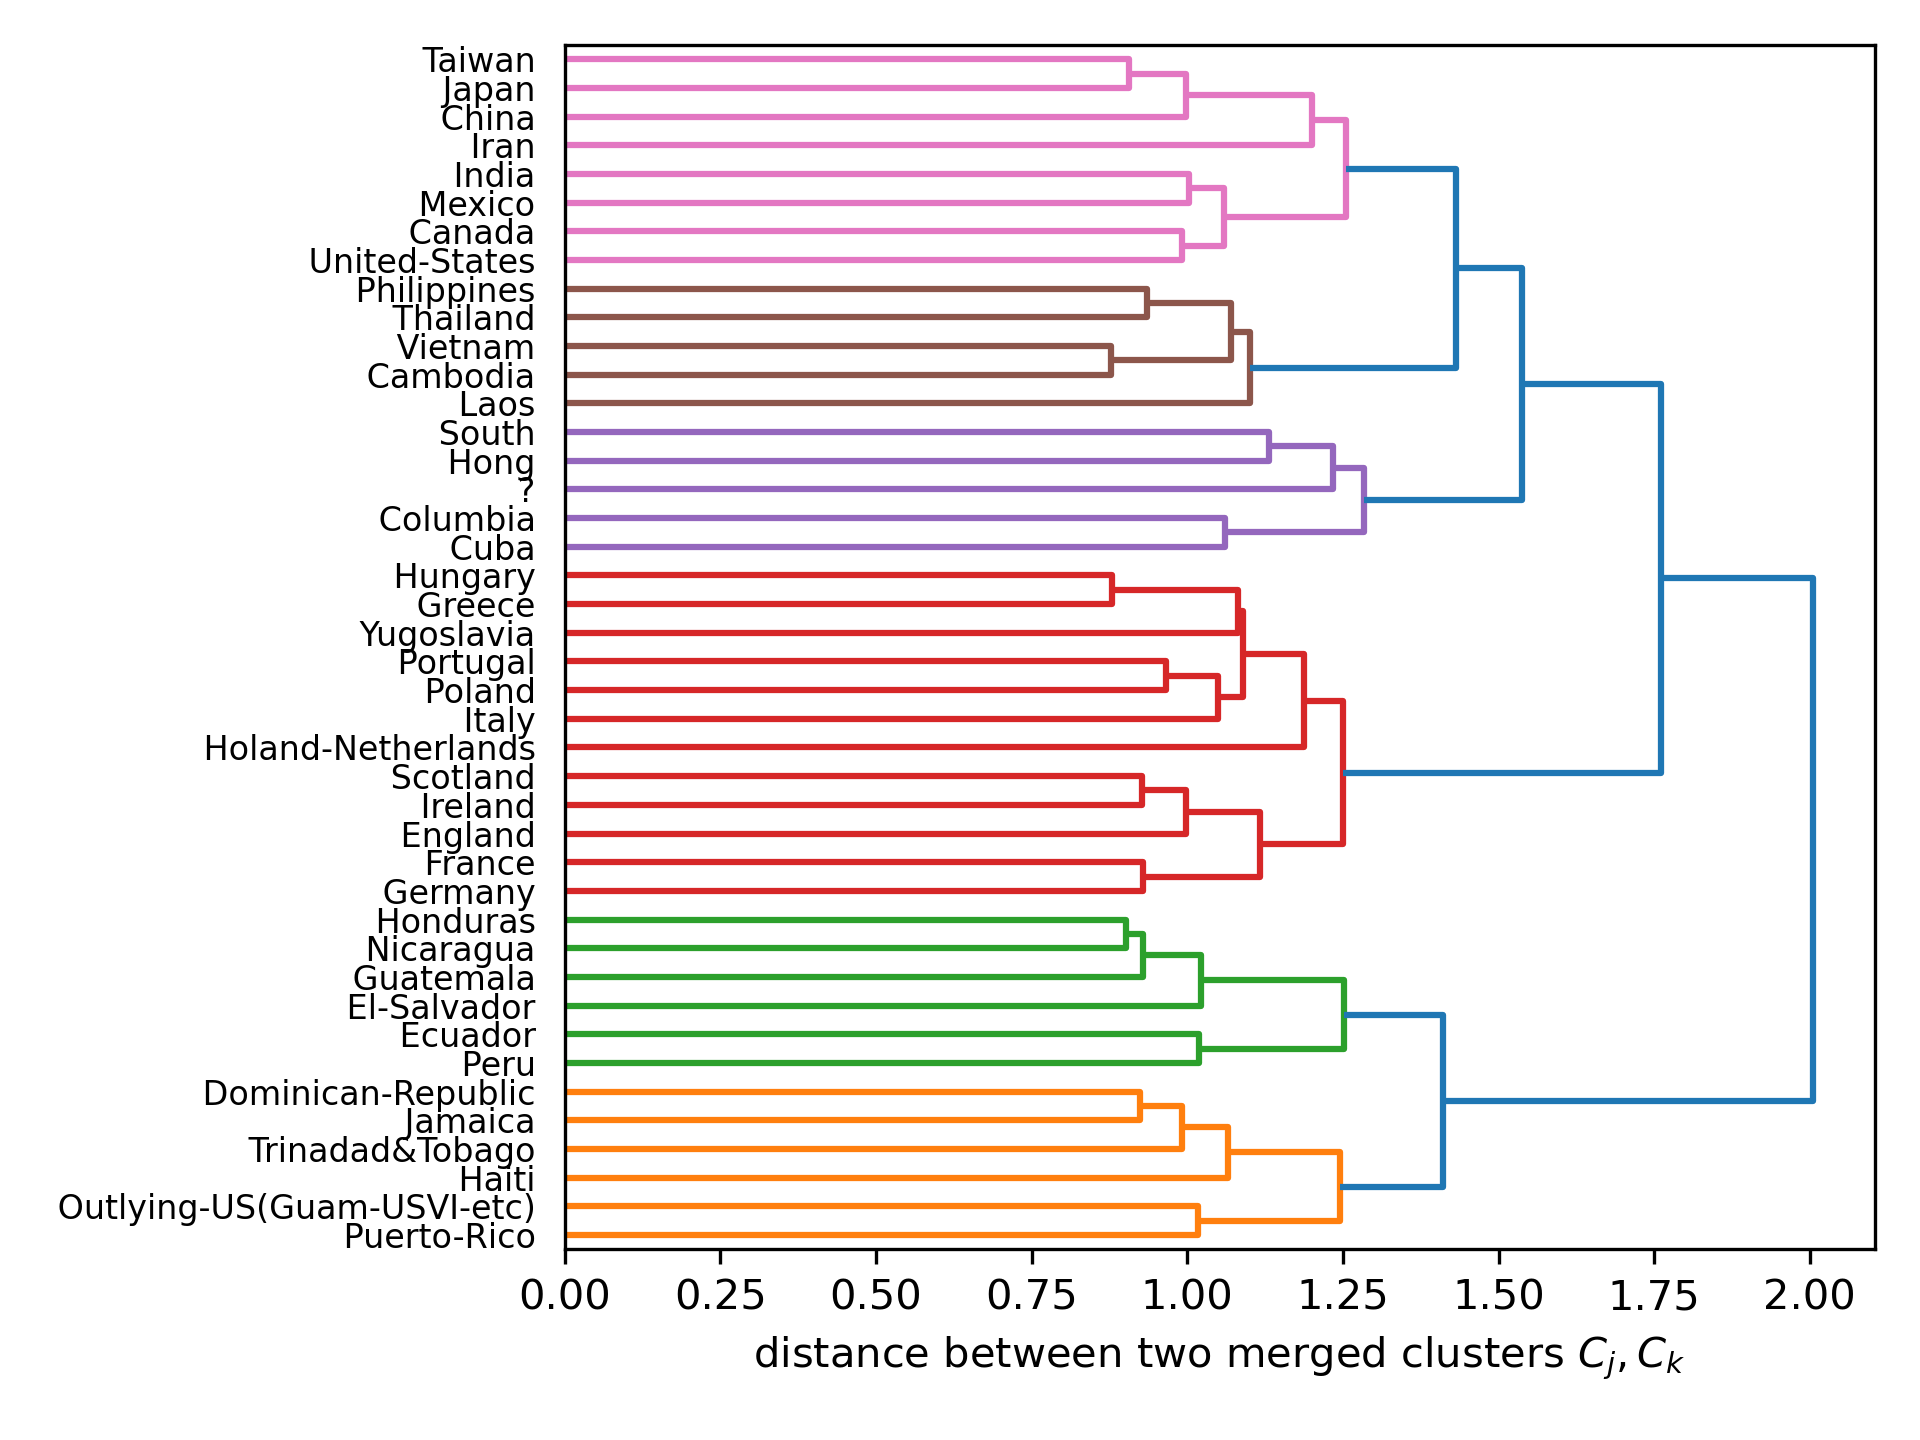 Taiwan
Japan
China
Iran
India
Mexico
Canada
United-States
Philippines
Thailand
Vietnam
Cambodia
Laos
South
Hong
?
Columbia
Cuba
Hungary
Greece
Yugoslavia
Portugal
Poland
Italy
Holand-Netherlands
Scotland
Ireland
England
France
Germany
Honduras
Nicaragua
Guatemala
El-Salvador
Ecuador
Peru
Dominican-Republic
Jamaica
Trinadad&Tobago
Haiti
Outlying-US(Guam-USVI-etc)
Puerto-Rico
0.00 0.25 0.50 0.75 1.00 1.25 1.50 1.75 2.00
distance between two merged clusters C_j, C_k